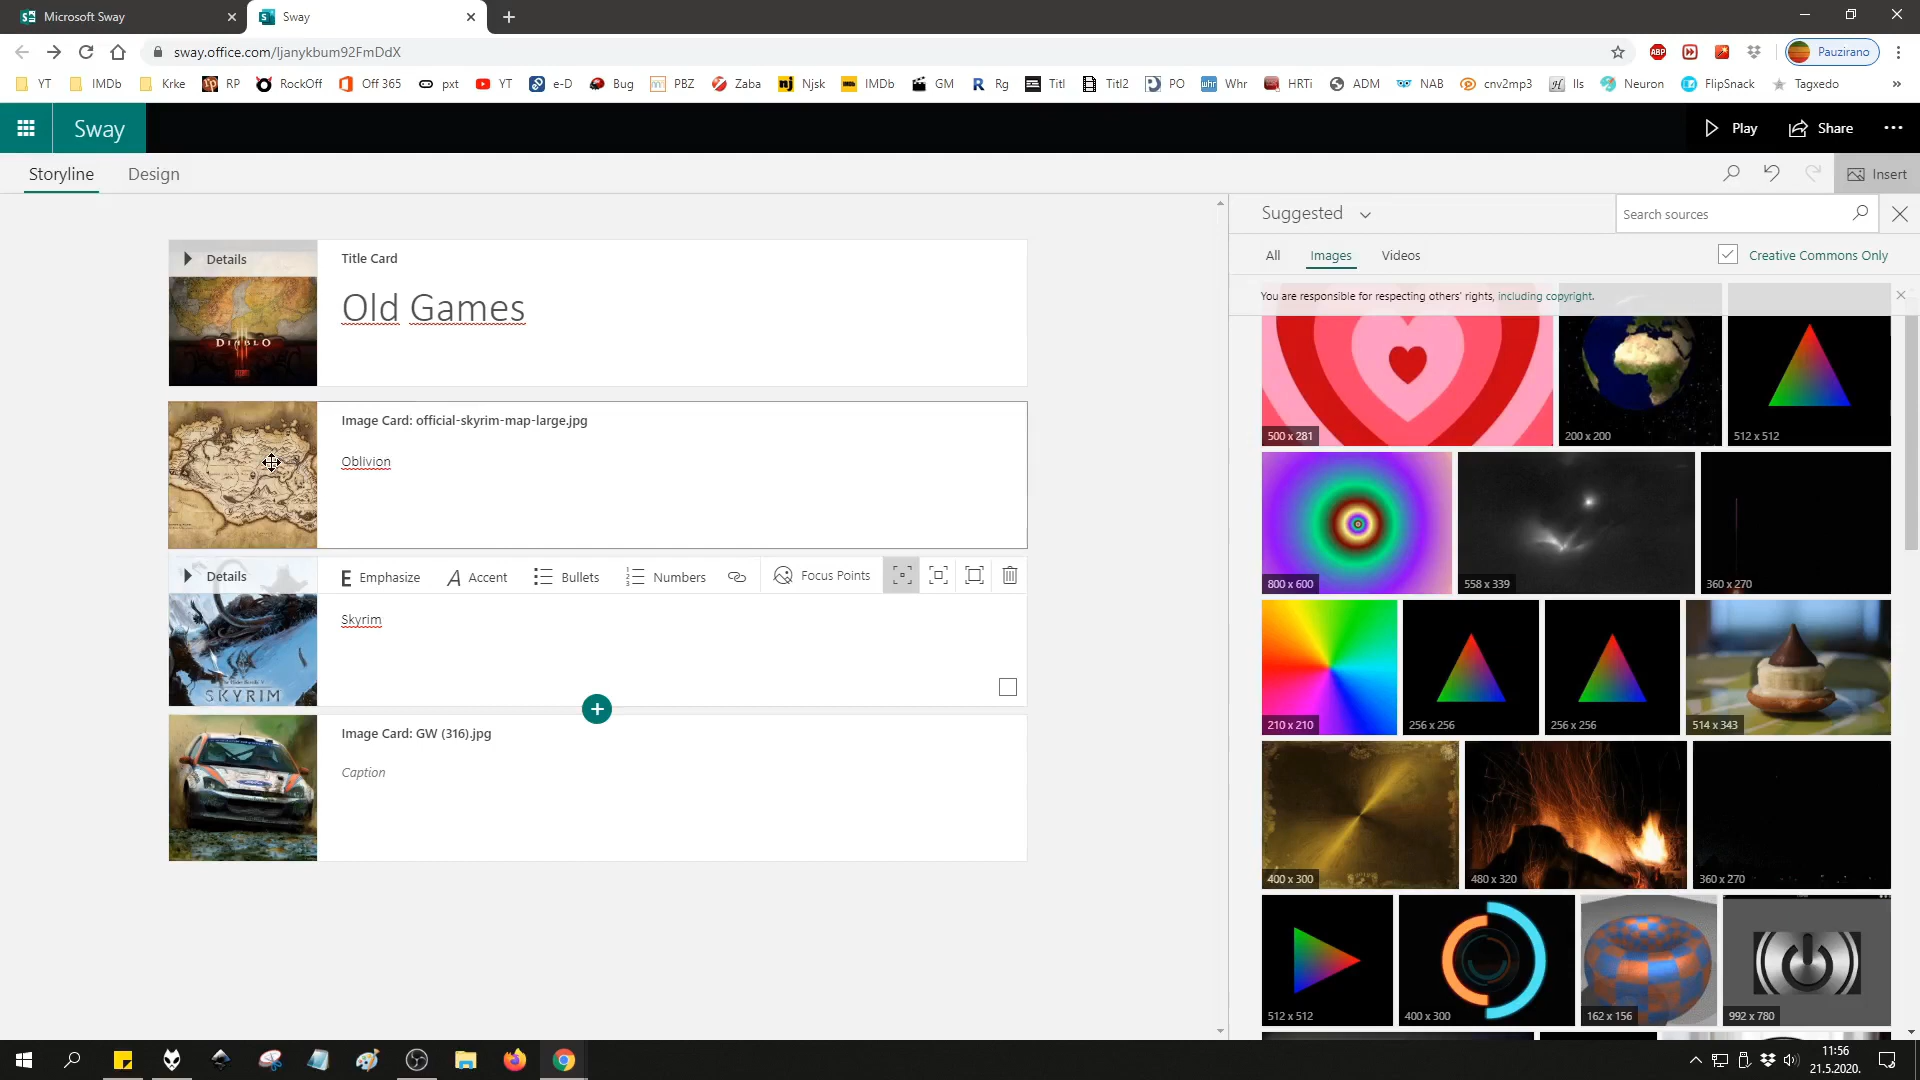 Microsoft Sway
Sway
sway.office.com/ljanykbum92FmDdX
Pauzirano
YT
IMDb
Krke
RP
RockOff
Off 365
pxt
YT
e-D
Bug
PBZ
Zaba
Njsk
IMDb
GM
Rg
Titl
Titl2
PO
Whr
HRTi
ADM
NAB
cnv2mp3
Ils
Neuron
FlipSnack
Tagxedo
Sway
Play
Share
Storyline
Design
Insert
Suggested
Search sources
All
Images
Videos
Creative Commons Only
You are responsible for respecting others' rights, including copyright.
Details
Title Card
Old Games
DIABLO
Image Card: official-skyrim-map-large.jpg
Oblivion
Details
Emphasize
Accent
Bullets
Numbers
Focus Points
Skyrim
SKYRIM
Image Card: GW (316).jpg
Caption
500 x 281
200 x 200
512 x 512
800 x 600
558 x 339
360 x 270
210 x 210
256 x 256
256 x 256
514 x 343
400 x 300
480 x 320
360 x 270
512 x 512
400 x 300
162 x 156
992 x 780
11:56
21.5.2020.